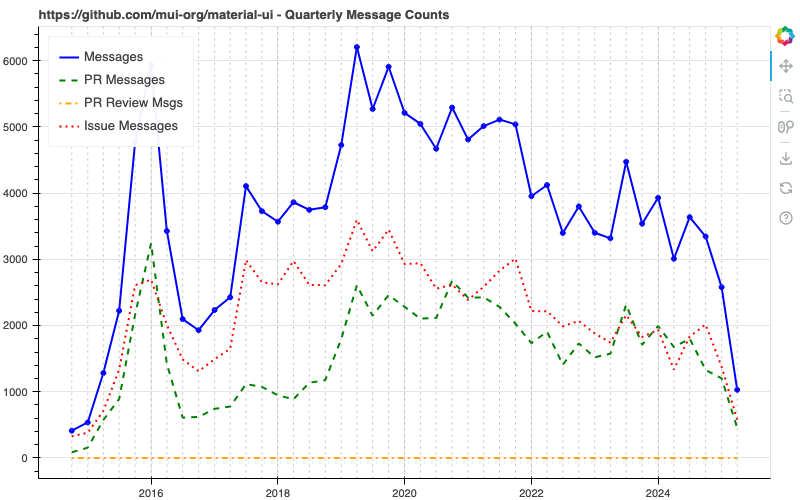 https://github.com/mui-org/material-ui - Quarterly Message Counts
Messages
PR Messages
PR Review Msgs
Issue Messages
6000
5000
4000
3000
2000
1000
0
2016
2018
2020
2022
2024